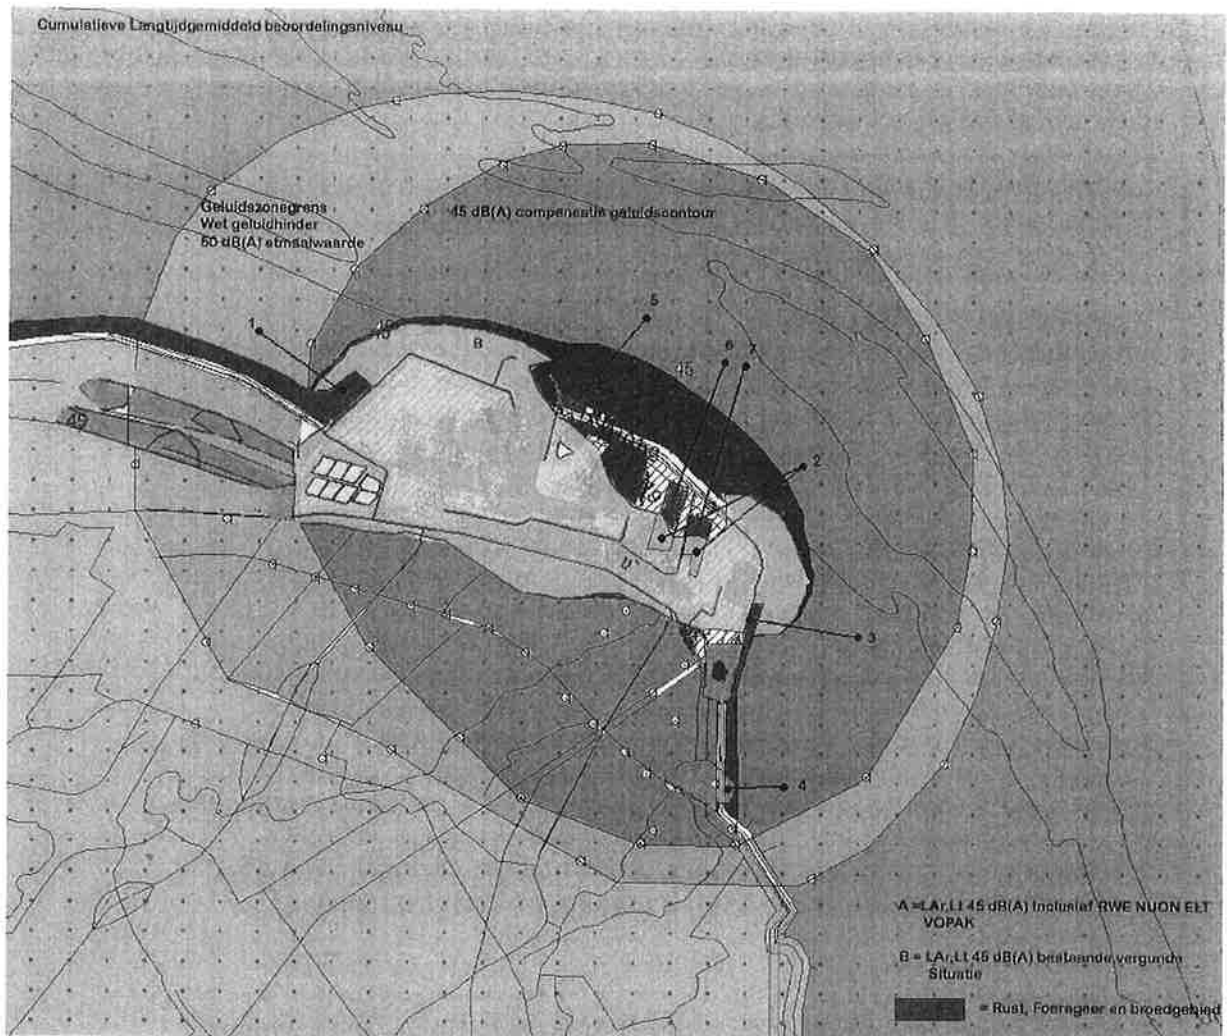 Cumulatieve Langtijdgemiddeld beoordelingsniveau
Geluidszonegrens
Wet geluidhinder
50 dB(A) etmaalwaarde
45 dB(A) compensatie geluidscontour
1
B
5
6
7
45
2
3
4
A = LAr,Lt 45 dB(A) Inclusief RWE NUON ELT
VOPAK
B = LAr,Lt 45 dB(A) bestaande vergunde
Situatie
= Rust, Foerageer en broedgebied